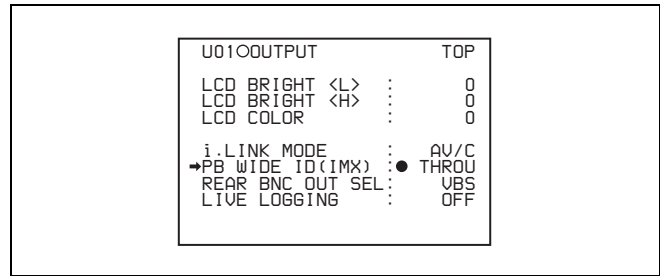 U01○OUTPUT TOP
LCD BRIGHT <L> : 0
LCD BRIGHT <H> : 0
LCD COLOR : 0
i.LINK MODE : AV/C
➡PB WIDE ID(IMX) :● THROU
REAR BNC OUT SEL: VBS
LIVE LOGGING : OFF